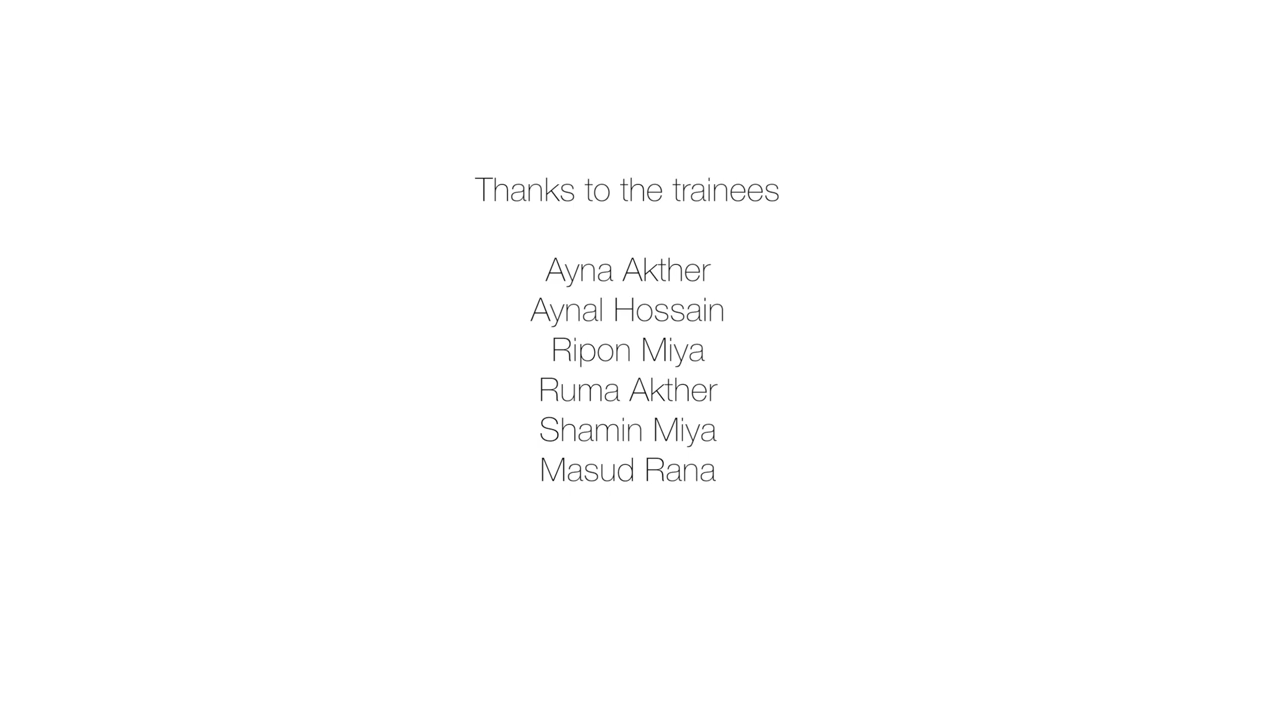 Thanks to the trainees
Ayna Akther
Aynal Hossain
Ripon Miya
Ruma Akther
Shamin Miya
Masud Rana